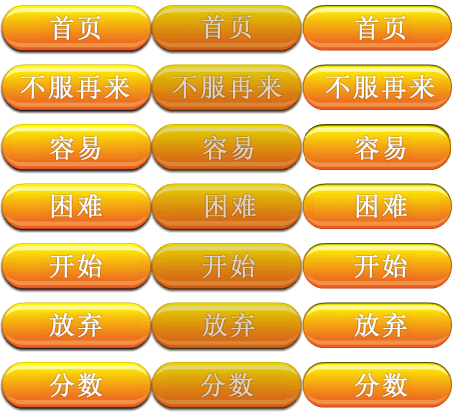 首页 首页 首页
不服再来 不服再来 不服再来
容易 容易 容易
困难 困难 困难
开始 开始 开始
放弃 放弃 放弃
分数 分数 分数